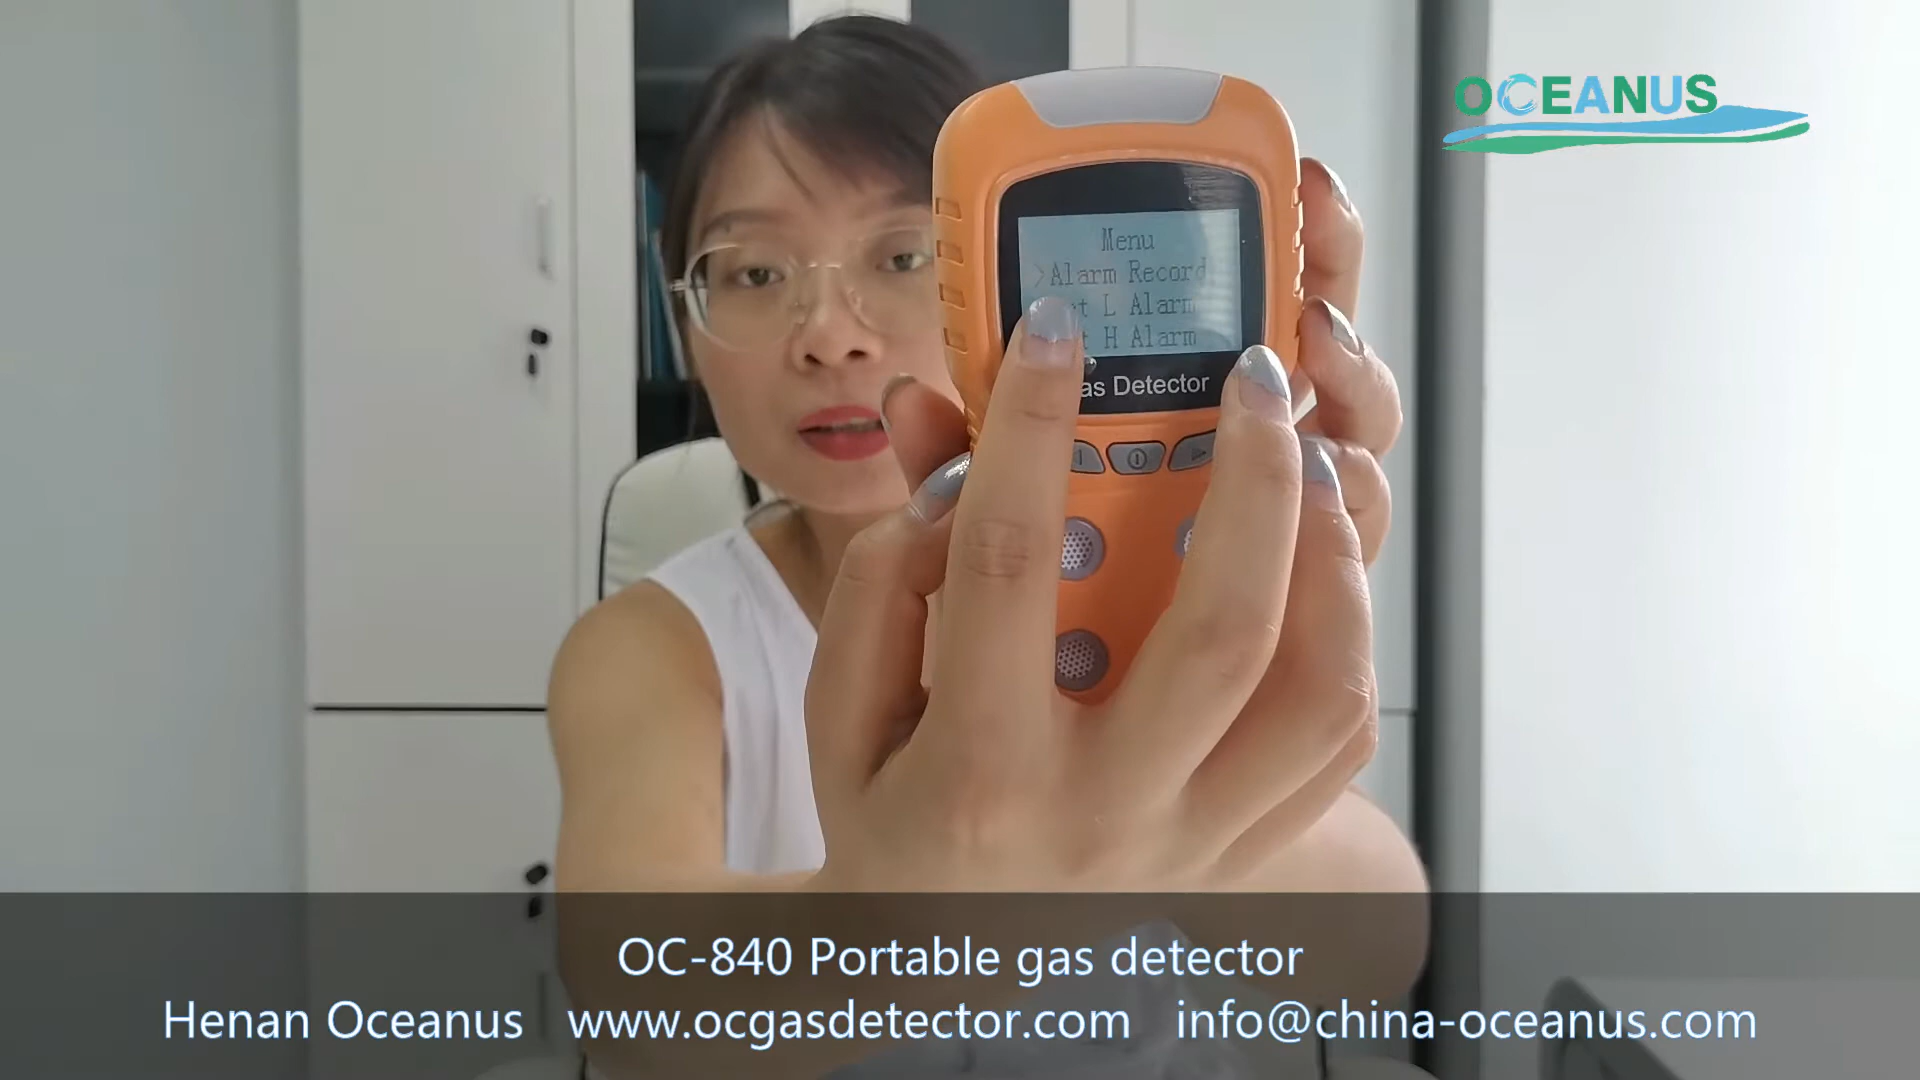 OCEANUS
Menu
>Alarm Record
L Alarm
H Alarm
Detector
OC-840 Portable gas detector
Henan Oceanus www.ocgasdetector.com info@china-oceanus.com